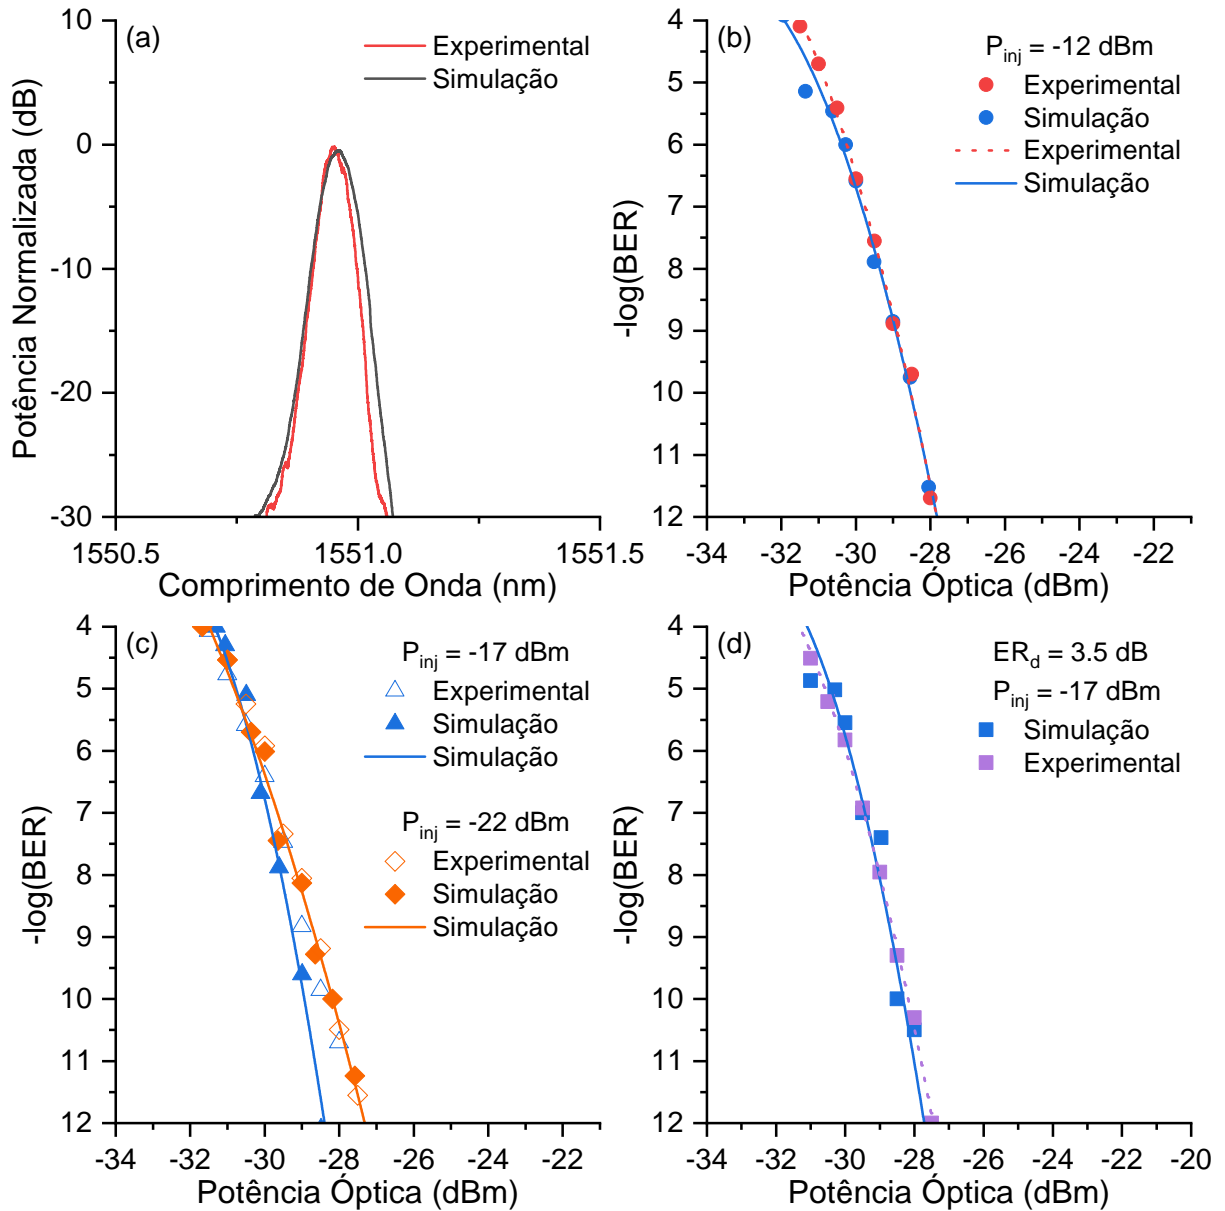 (a)
Experimental
Simulação
10
0
-10
-20
-30
Potência Normalizada (dB)
1550.5
1551.0
1551.5
Comprimento de Onda (nm)
(b)
P_inj = -12 dBm
Experimental
Simulação
Experimental
Simulação
4
5
6
7
8
9
10
11
12
-log(BER)
-34 -32 -30 -28 -26 -24 -22
Potência Óptica (dBm)
(c)
P_inj = -17 dBm
Experimental
Simulação
Simulação
P_inj = -22 dBm
Experimental
Simulação
Simulação
4
5
6
7
8
9
10
11
12
-log(BER)
-34 -32 -30 -28 -26 -24 -22
Potência Óptica (dBm)
(d)
ER_d = 3.5 dB
P_inj = -17 dBm
Simulação
Experimental
4
5
6
7
8
9
10
11
12
-log(BER)
-34 -32 -30 -28 -26 -24 -22 -20
Potência Óptica (dBm)